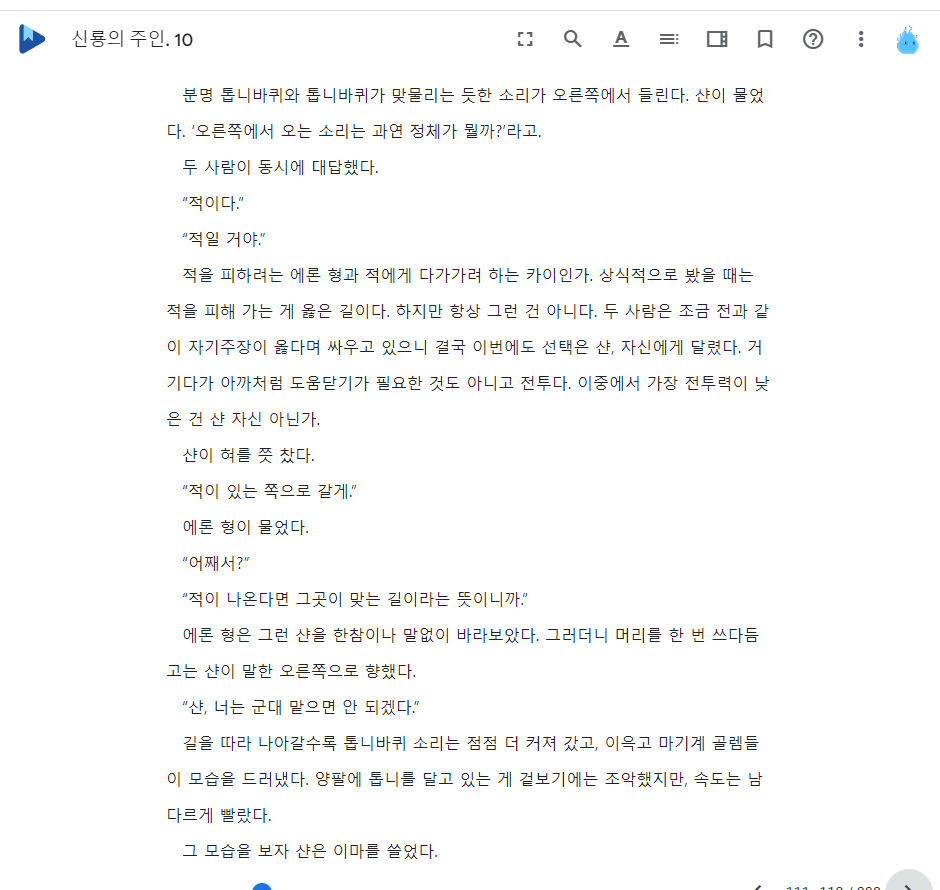 신룡의 주인. 10
분명 톱니바퀴와 톱니바퀴가 맞물리는 듯한 소리가 오른쪽에서 들린다. 샨이 물었
다. ‘오른쪽에서 오는 소리는 과연 정체가 뭘까?’라고.
두 사람이 동시에 대답했다.
“적이다.”
“적일 거야.”
적을 피하려는 에론 형과 적에게 다가가려 하는 카이인가. 상식적으로 봤을 때는
적을 피해 가는 게 옳은 길이다. 하지만 항상 그런 건 아니다. 두 사람은 조금 전과 같
이 자기주장이 옳다며 싸우고 있으니 결국 이번에도 선택은 샨, 자신에게 달렸다. 거
기다가 아까처럼 도움닫기가 필요한 것도 아니고 전투다. 이중에서 가장 전투력이 낮
은 건 샨 자신 아닌가.
샨이 혀를 쯧 찼다.
“적이 있는 쪽으로 갈게.”
에론 형이 물었다.
“어째서?”
“적이 나온다면 그곳이 맞는 길이라는 뜻이니까.”
에론 형은 그런 샨을 한참이나 말없이 바라보았다. 그러더니 머리를 한 번 쓰다듬
고는 샨이 말한 오른쪽으로 향했다.
“샨, 너는 군대 맡으면 안 되겠다.”
길을 따라 나아갈수록 톱니바퀴 소리는 점점 더 커져 갔고, 이윽고 마기계 골렘들
이 모습을 드러냈다. 양팔에 톱니를 달고 있는 게 겉보기에는 조악했지만, 속도는 남
다르게 빨랐다.
그 모습을 보자 샨은 이마를 쓸었다.